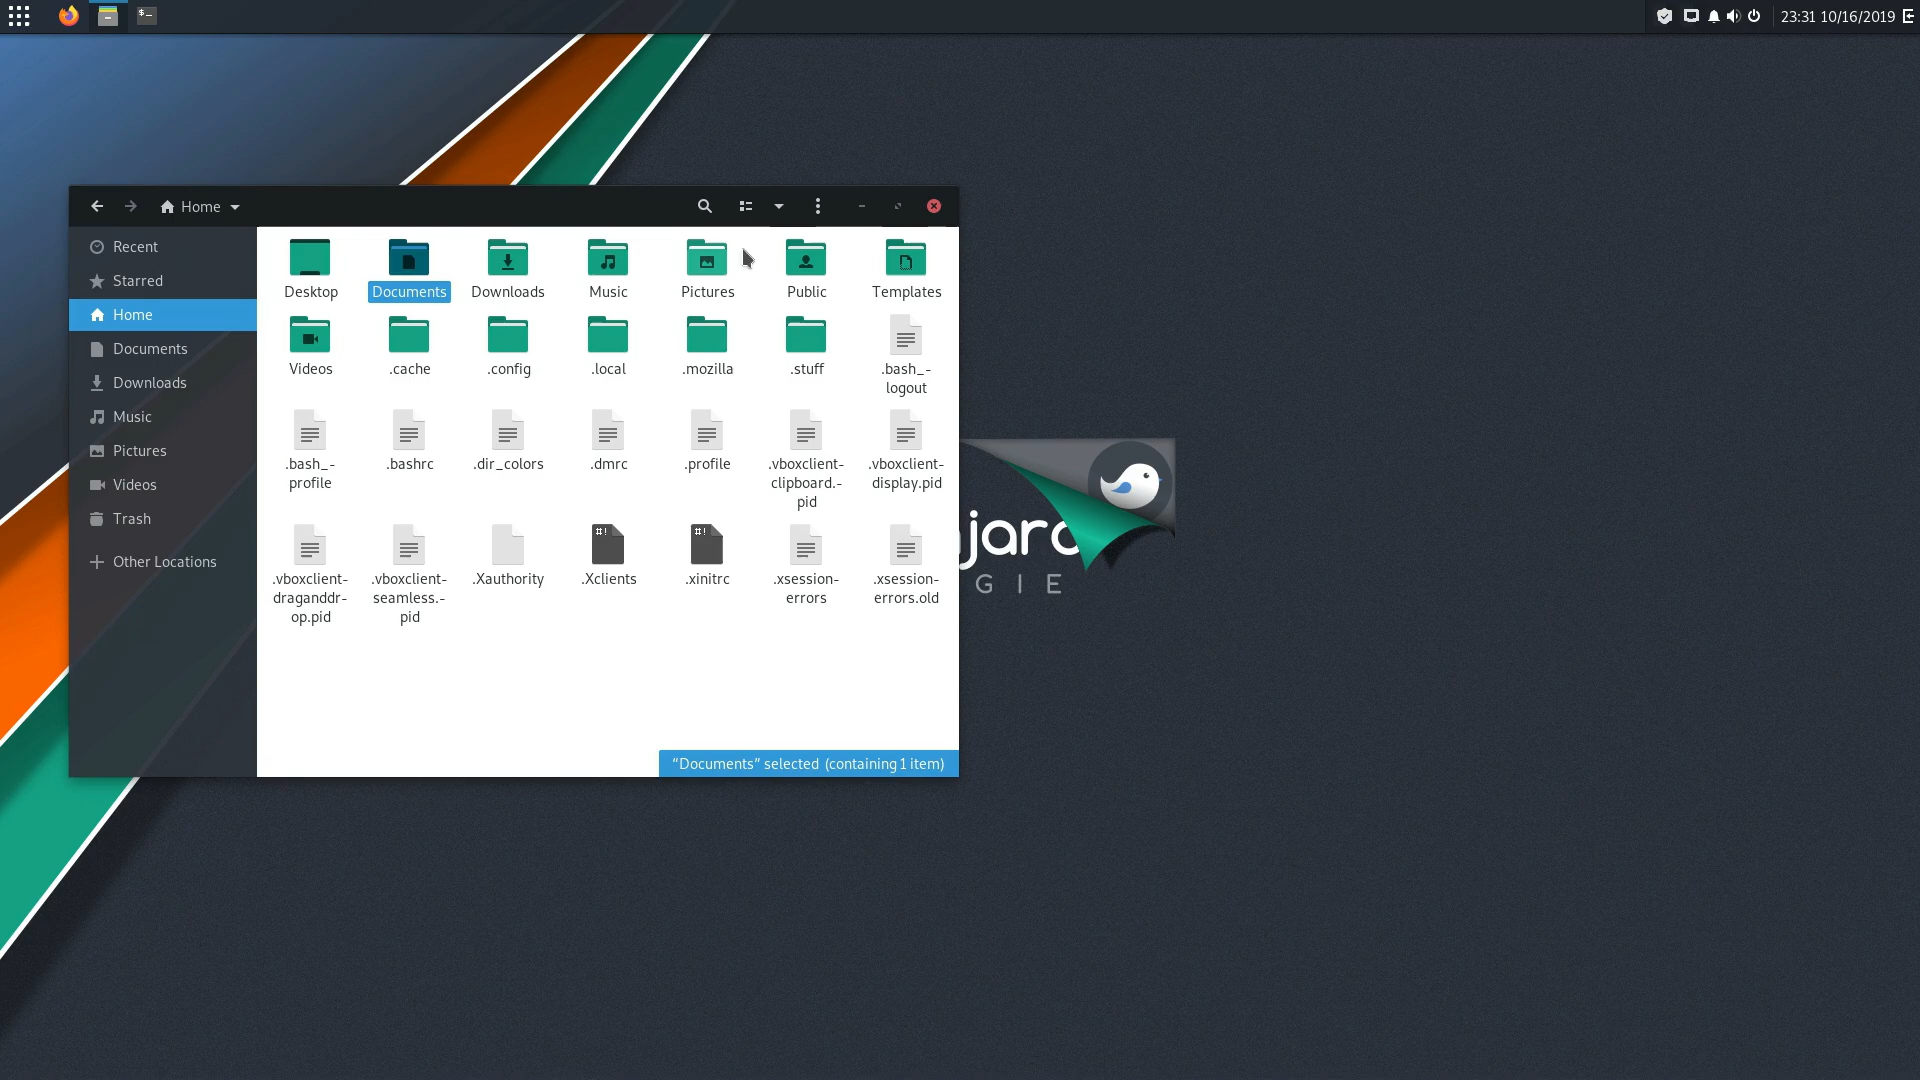 23:31 10/16/2019
Home
Recent
Starred
Home
Documents
Downloads
Music
Pictures
Videos
Trash
Other Locations
Desktop
Documents
Downloads
Music
Pictures
Public
Templates
Videos
.cache
.config
.local
.mozilla
.stuff
.bash_-
logout
.bash_-
profile
.bashrc
.dir_colors
.dmrc
.profile
.vboxclient-
clipboard.-
pid
.vboxclient-
display.pid
.vboxclient-
draganddr-
op.pid
.vboxclient-
seamless.-
pid
.Xauthority
#!
.Xclients
#!
.xinitrc
.xsession-
errors
.xsession-
errors.old
“Documents” selected (containing 1 item)
GIE